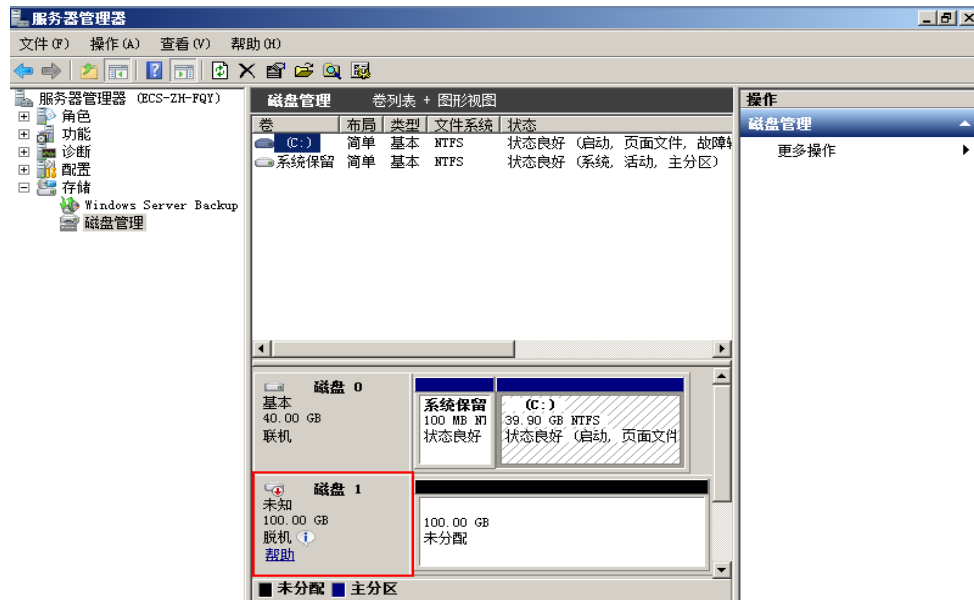 服务器管理器
文件(F) 操作(A) 查看(V) 帮助(H)
服务器管理器 (ECS-ZH-FQY)
角色
功能
诊断
配置
存储
Windows Server Backup
磁盘管理
磁盘管理 卷列表 + 图形视图
卷 布局 类型 文件系统 状态
(C:) 简单 基本 NTFS 状态良好 (启动, 页面文件, 故障转
系统保留 简单 基本 NTFS 状态良好 (系统, 活动, 主分区)
磁盘 0
基本
40.00 GB
联机
系统保留
100 MB NT
状态良好
(C:)
39.90 GB NTFS
状态良好 (启动, 页面文件
磁盘 1
未知
100.00 GB
脱机
帮助
100.00 GB
未分配
未分配 主分区
操作
磁盘管理
更多操作